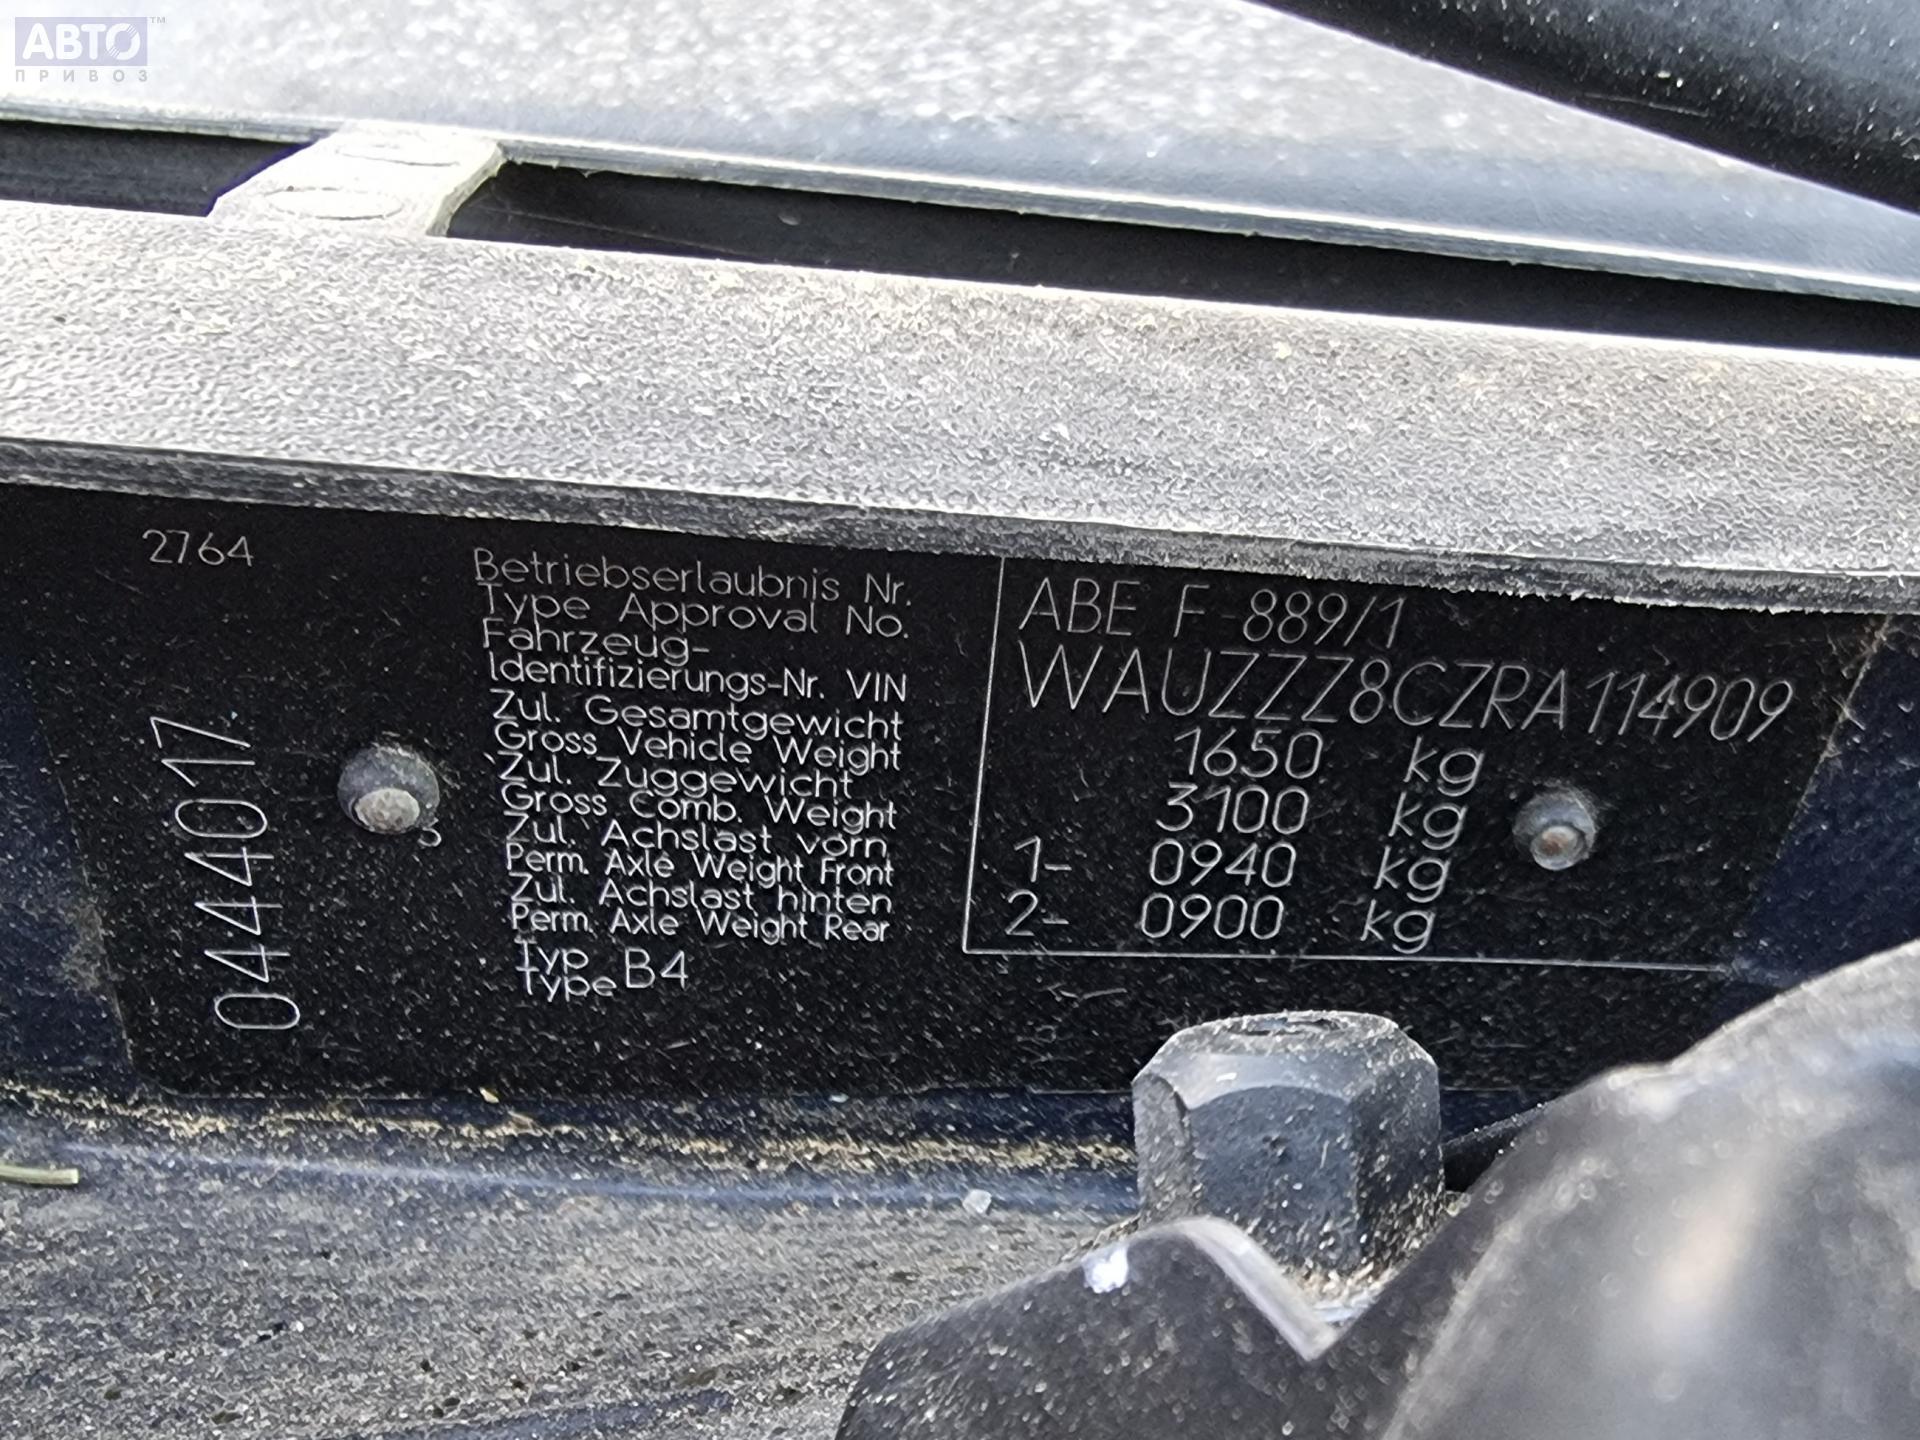 АВТО™
ПРИВОЗ
2764
0444017
Betriebserlaubnis Nr.
Type Approval No.
ABE F-889/1
Fahrzeug-
Identifizierungs-Nr. VIN
WAUZZZ8CZRA114909
Zul. Gesamtgewicht
Gross Vehicle Weight
1650 kg
Zul. Zuggewicht
Gross Comb. Weight
3100 kg
Zul. Achslast vorn
Perm. Axle Weight Front
1- 0940 kg
Zul. Achslast hinten
Perm. Axle Weight Rear
2- 0900 kg
Typ
Type B4